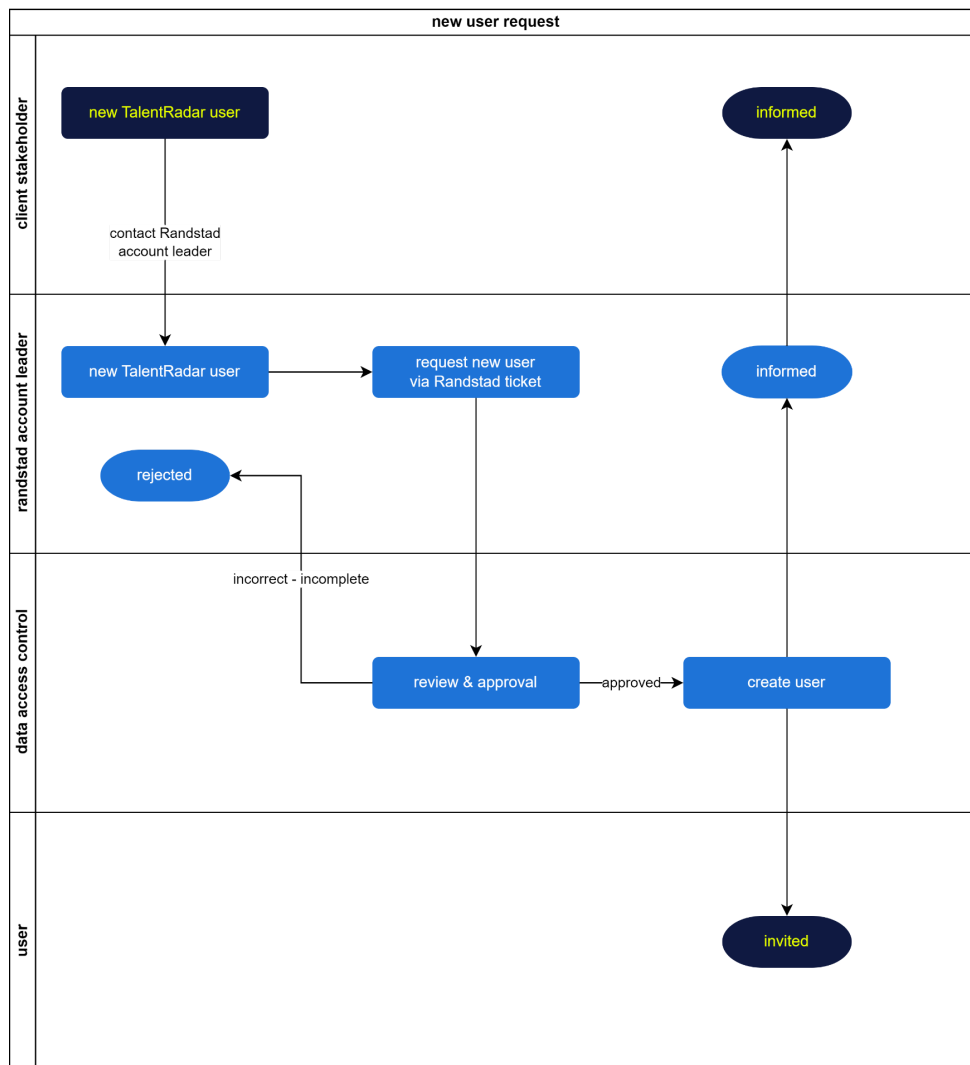 new user request
client stakeholder
new TalentRadar user
informed
contact Randstad
account leader
randstad account leader
new TalentRadar user
request new user
via Randstad ticket
informed
rejected
data access control
incorrect - incomplete
review & approval
approved
create user
user
invited